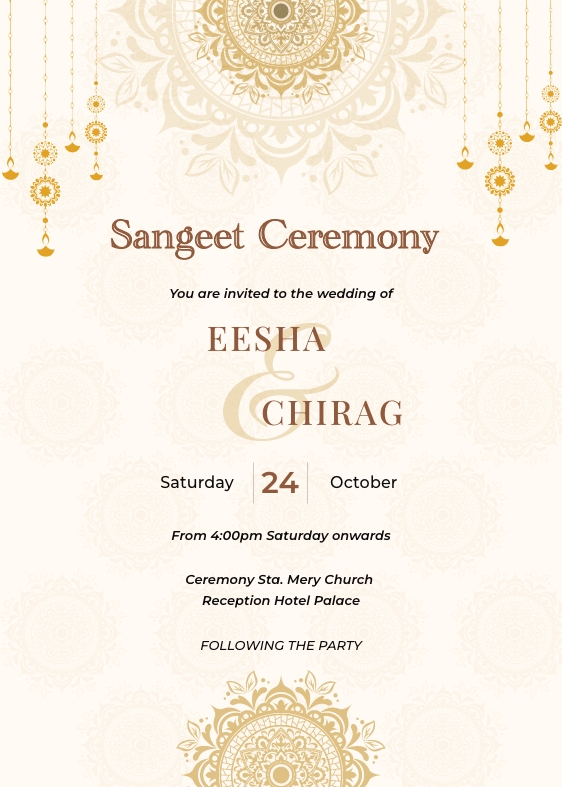 Sangeet Ceremony
You are invited to the wedding of
EESHA
&
CHIRAG
Saturday 24 October
From 4:00pm Saturday onwards
Ceremony Sta. Mery Church
Reception Hotel Palace
FOLLOWING THE PARTY